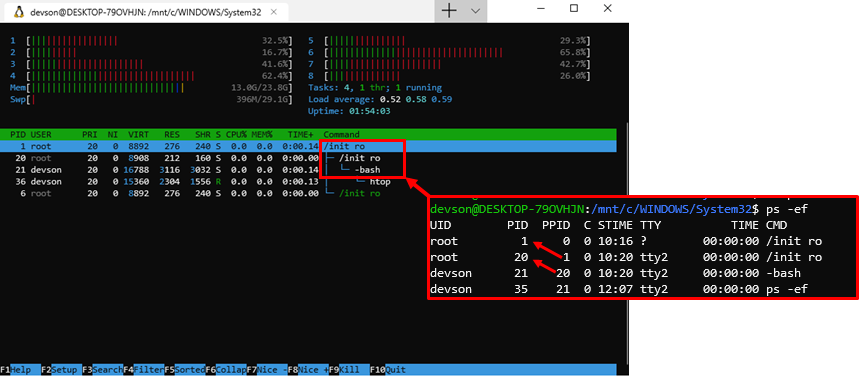 devson@DESKTOP-79OVHJN: /mnt/c/WINDOWS/System32
1 [ 32.5%] 5 [ 29.3%]
2 [ 16.7%] 6 [ 65.8%]
3 [ 41.6%] 7 [ 42.7%]
4 [ 62.4%] 8 [ 26.0%]
Mem[ 13.0G/23.8G] Tasks: 4, 1 thr; 1 running
Swp[ 396M/29.1G] Load average: 0.52 0.58 0.59
Uptime: 01:54:03
PID USER PRI NI VIRT RES SHR S CPU% MEM% TIME+ Command
1 root 20 0 8892 276 240 S 0.0 0.0 0:00.14 /init ro
20 root 20 0 8908 212 160 S 0.0 0.0 0:00.00 ├─ /init ro
21 devson 20 0 16788 3116 3032 S 0.0 0.0 0:00.14 │ └─ -bash
36 devson 20 0 15360 2304 1556 R 0.0 0.0 0:00.13 │ └─ htop
6 root 20 0 8892 276 240 S 0.0 0.0 0:00.00 └─ /init ro
devson@DESKTOP-79OVHJN:/mnt/c/WINDOWS/System32$ ps -ef
UID PID PPID C STIME TTY TIME CMD
root 1 0 0 10:16 ? 00:00:00 /init ro
root 20 1 0 10:20 tty2 00:00:00 /init ro
devson 21 20 0 10:20 tty2 00:00:00 -bash
devson 35 21 0 12:07 tty2 00:00:00 ps -ef
F1Help F2Setup F3SearchF4FilterF5SortedF6CollapF7Nice -F8Nice +F9Kill F10Quit